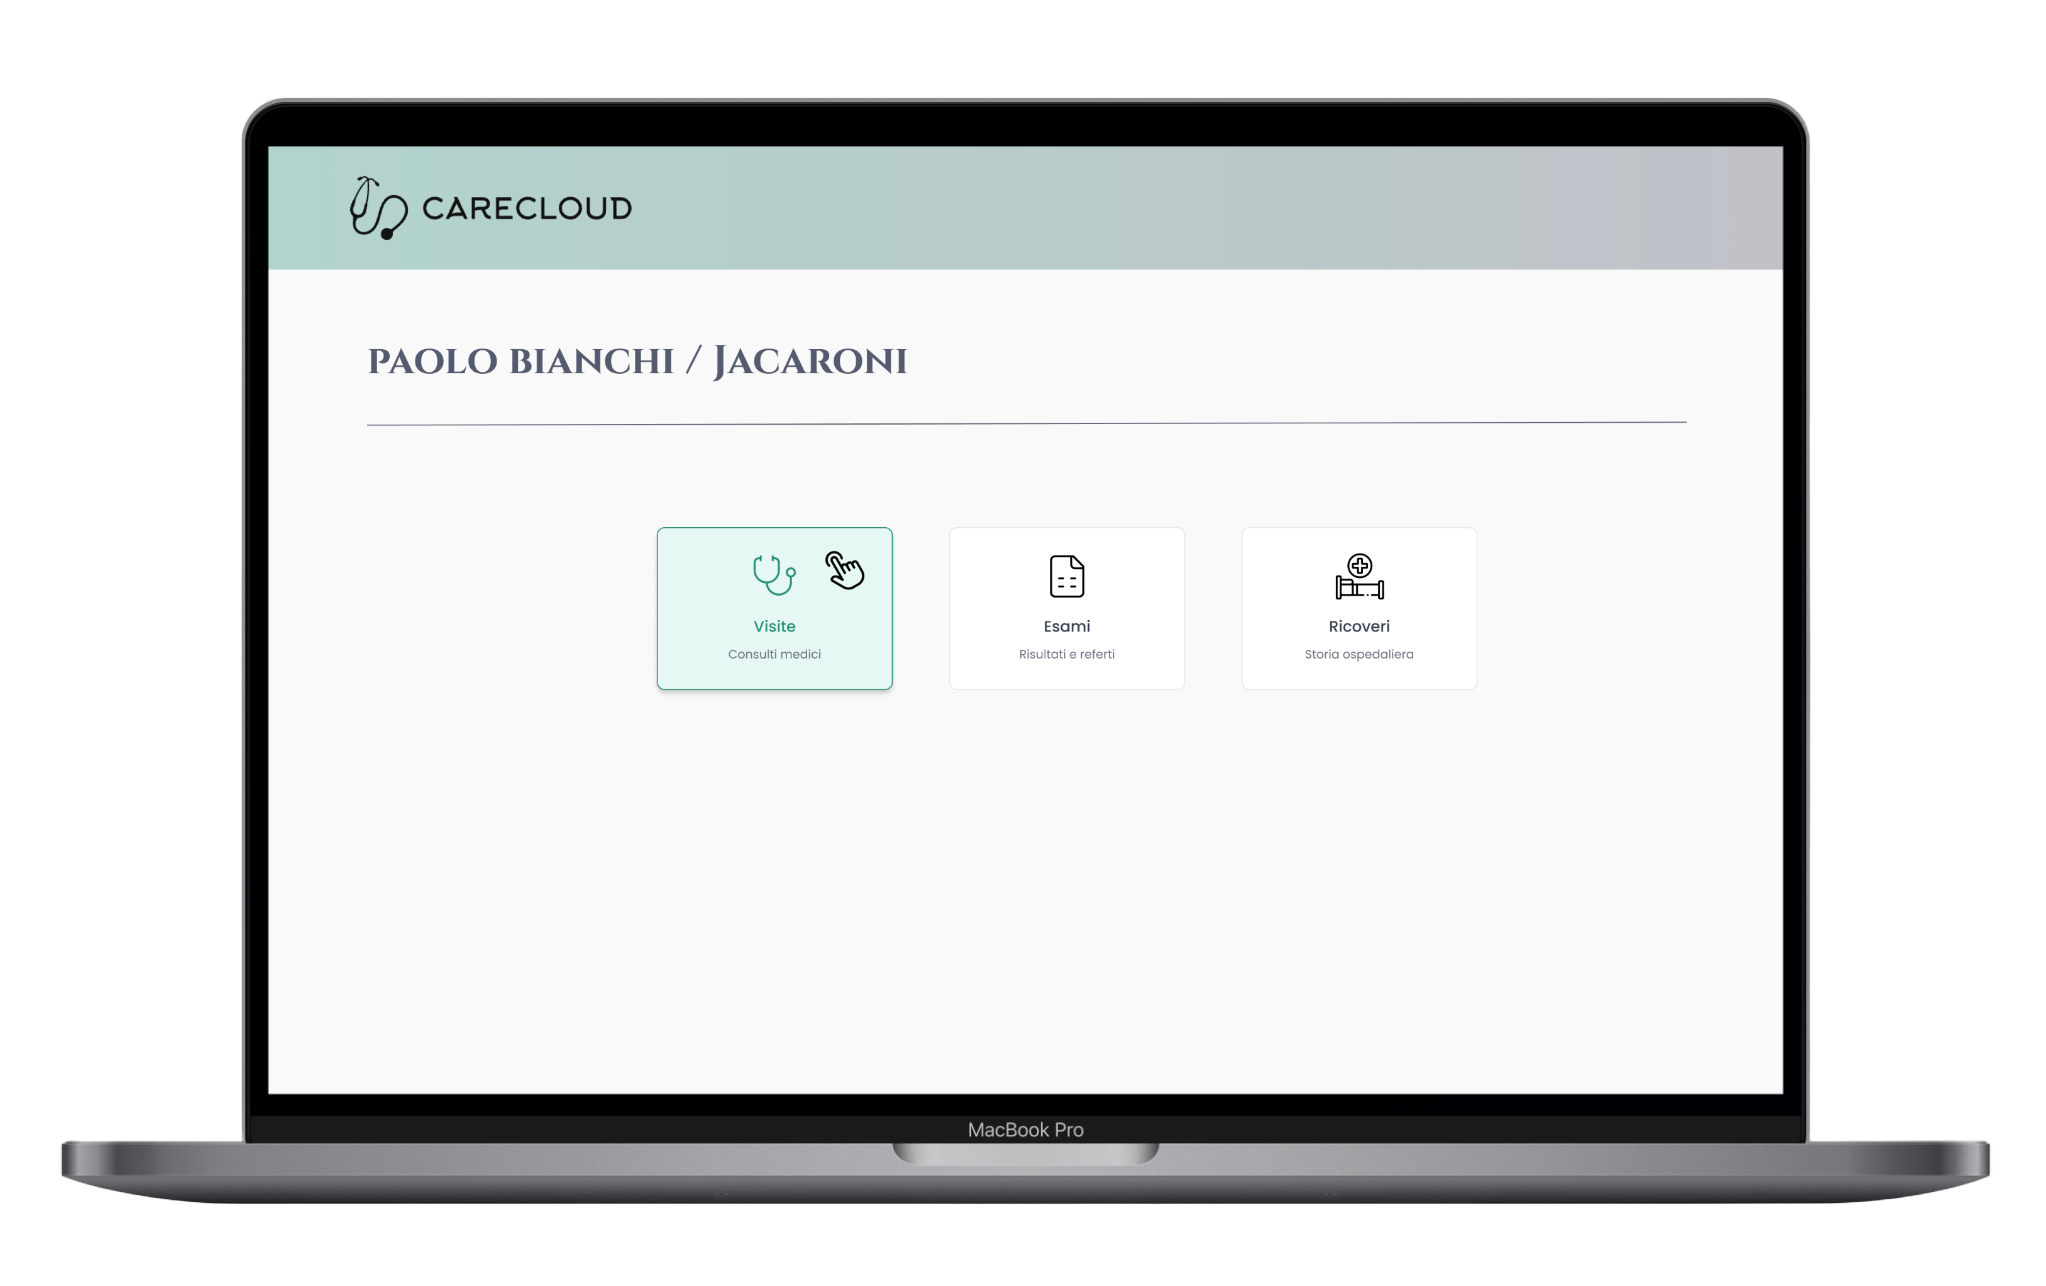 CARECLOUD
PAOLO BIANCHI / JACARONI
Visite
Consulti medici
Esami
Risultati e referti
Ricoveri
Storia ospedaliera
MacBook Pro